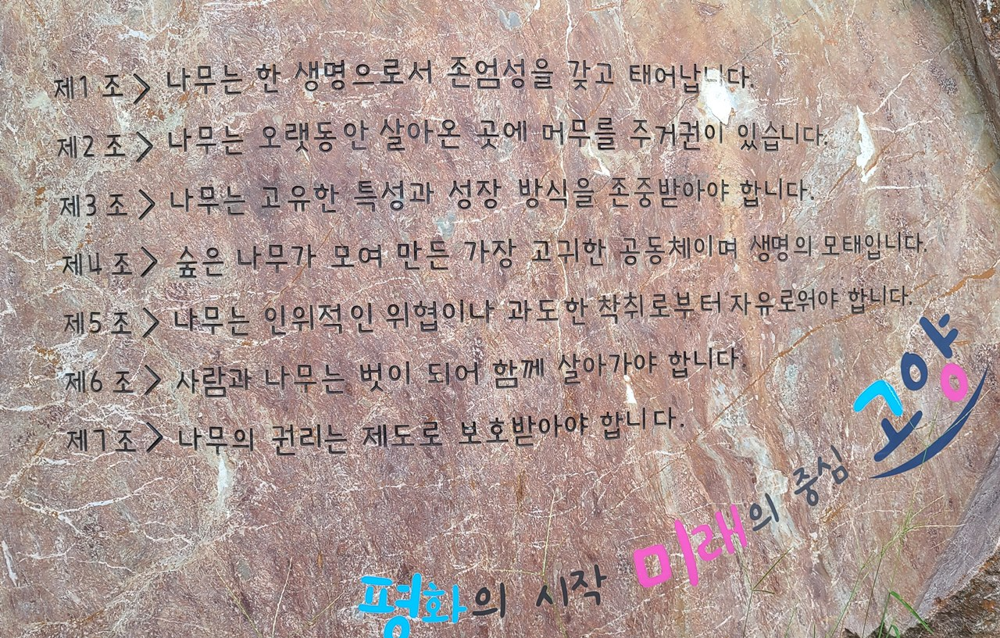 제1조> 나무는 한 생명으로서 존엄성을 갖고 태어납니다.
제2조> 나무는 오랫동안 살아온 곳에 머무를 주거권이 있습니다.
제3조> 나무는 고유한 특성과 성장 방식을 존중받아야 합니다.
제4조> 숲은 나무가 모여 만든 가장 고귀한 공동체이며 생명의 모태입니다.
제5조> 나무는 인위적인 위협이나 과도한 착취로부터 자유로워야 합니다.
제6조> 사람과 나무는 벗이 되어 함께 살아가야 합니다.
제7조> 나무의 권리는 제도로 보호받아야 합니다.
평화의 시작 미래의 중심 고양